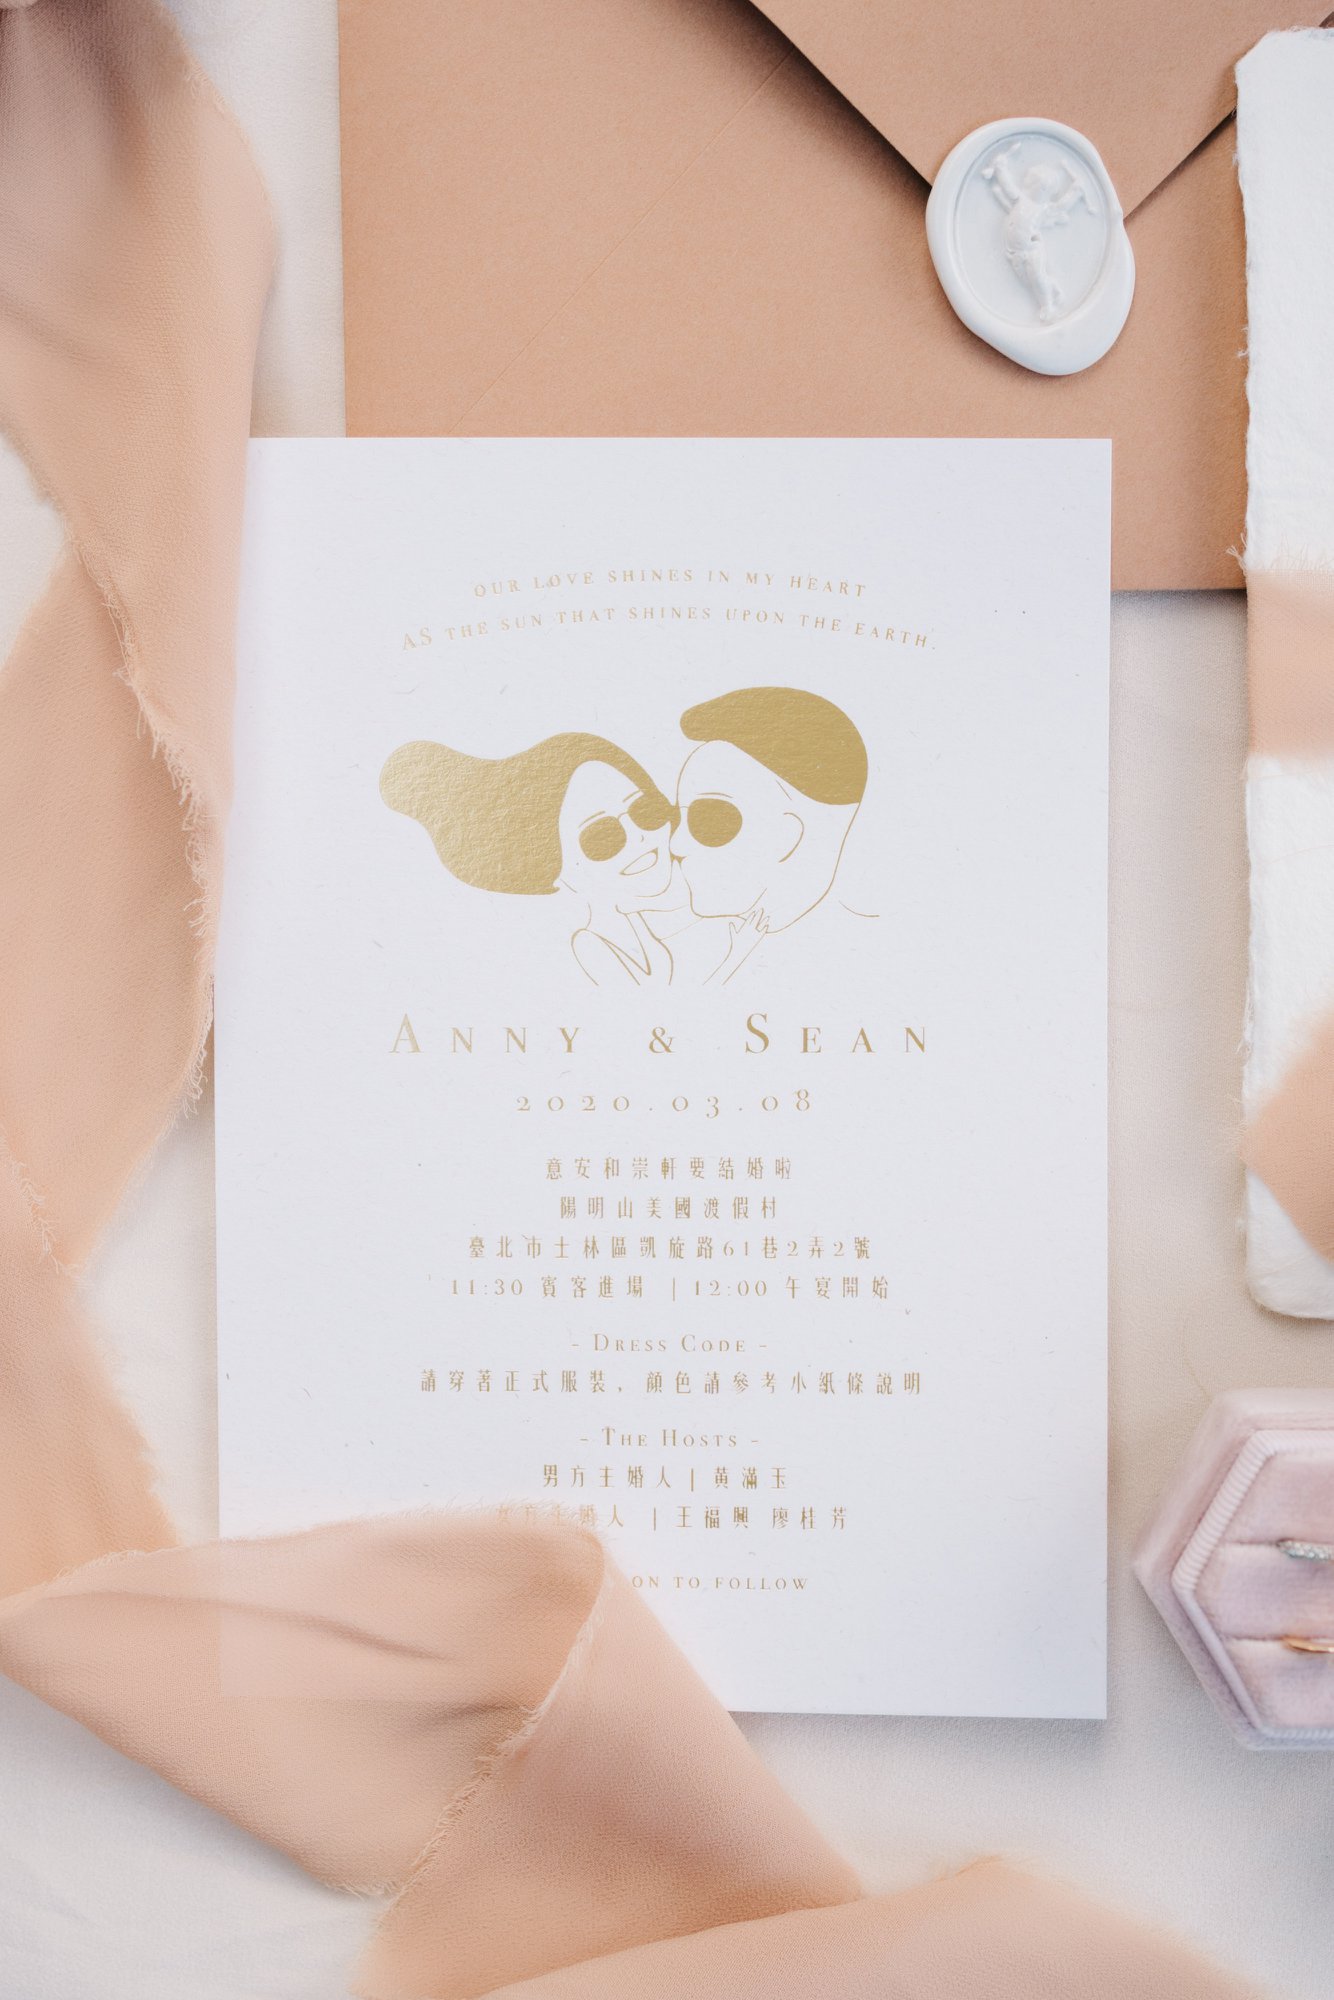 OUR LOVE SHINES IN MY HEART
AS THE SUN THAT SHINES UPON THE EARTH.
ANNY & SEAN
2020.03.08
意安和崇軒要結婚啦
陽明山美國渡假村
臺北市士林區凱旋路61巷2弄2號
11:30 賓客進場 | 12:00 午宴開始
- DRESS CODE -
請穿著正式服裝, 顏色請參考小紙條說明
- THE HOSTS -
男方主婚人 | 黃滿玉
女方主婚人 | 王福興 廖桂芳
ON TO FOLLOW